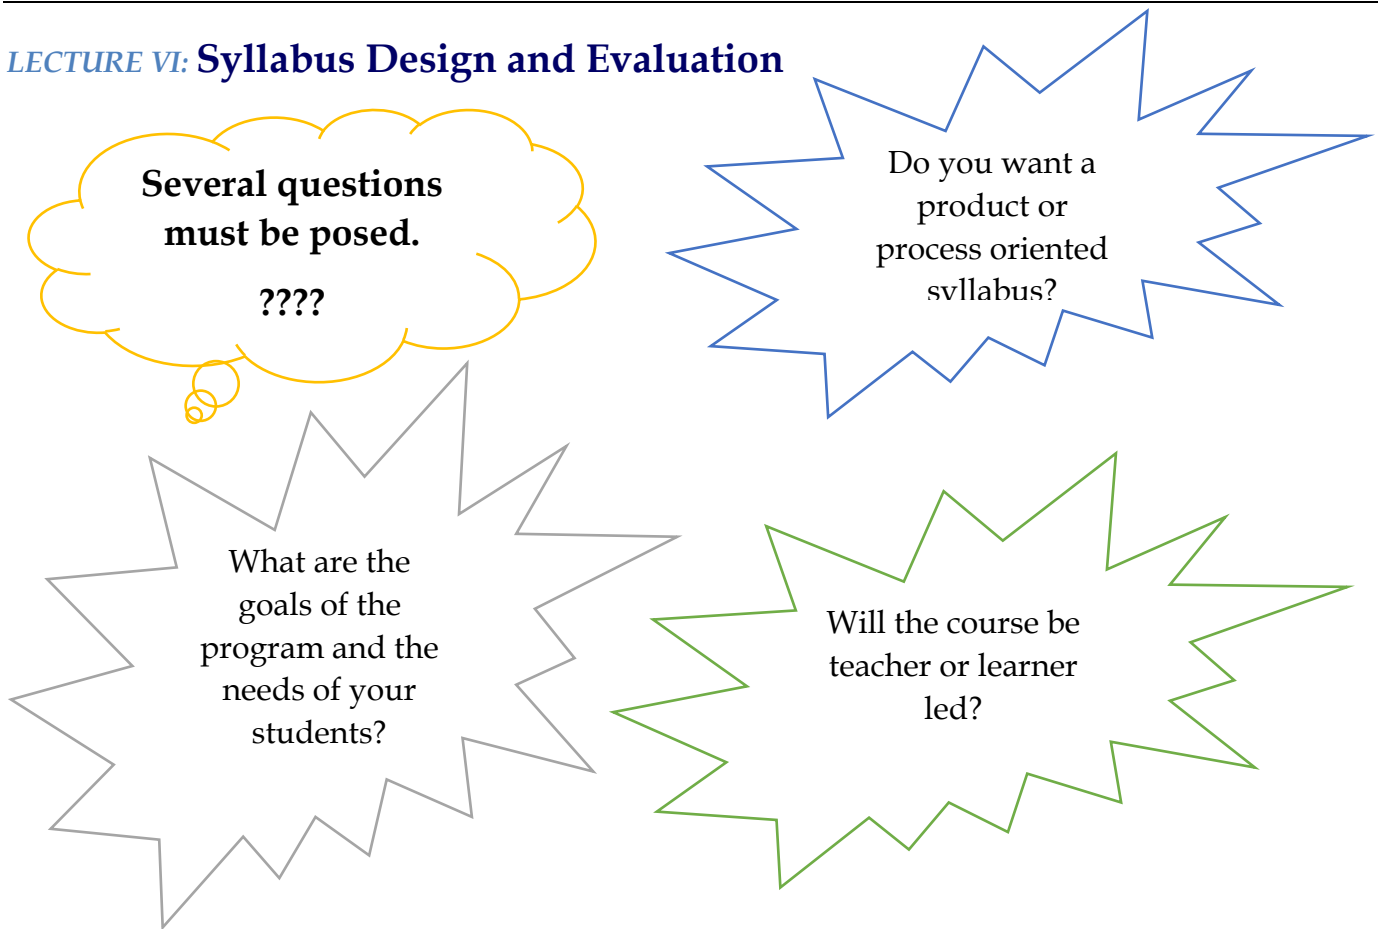 LECTURE VI: Syllabus Design and Evaluation
Several questions
must be posed.
????
Do you want a
product or
process oriented
syllabus?
What are the
goals of the
program and the
needs of your
students?
Will the course be
teacher or learner
led?